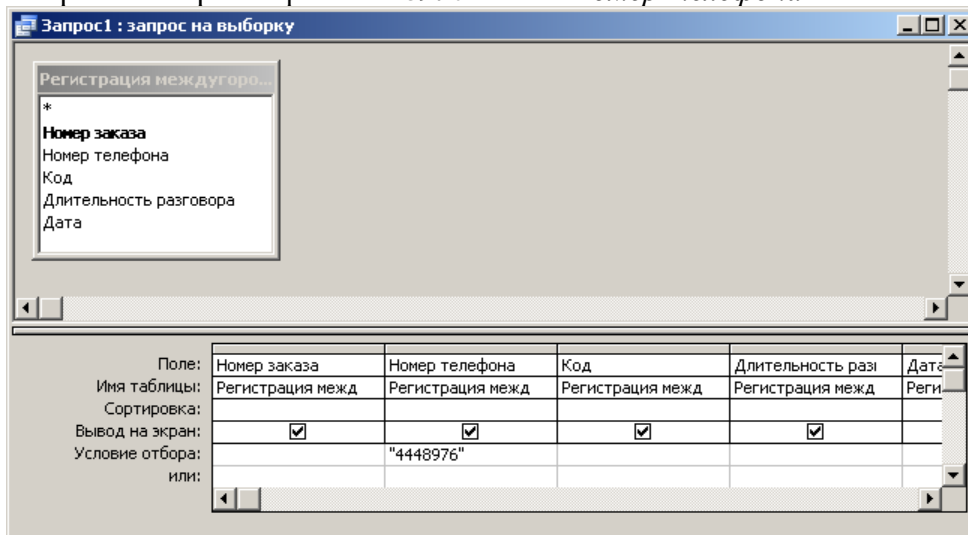 Запрос1 : запрос на выборку
Регистрация междугоро...
*
Номер заказа
Номер телефона
Код
Длительность разговора
Дата
Поле: Номер заказа Номер телефона Код Длительность разг Дата
Имя таблицы: Регистрация межд Регистрация межд Регистрация межд Регистрация межд Реги
Сортировка:
Вывод на экран:
Условие отбора: "4448976"
или: